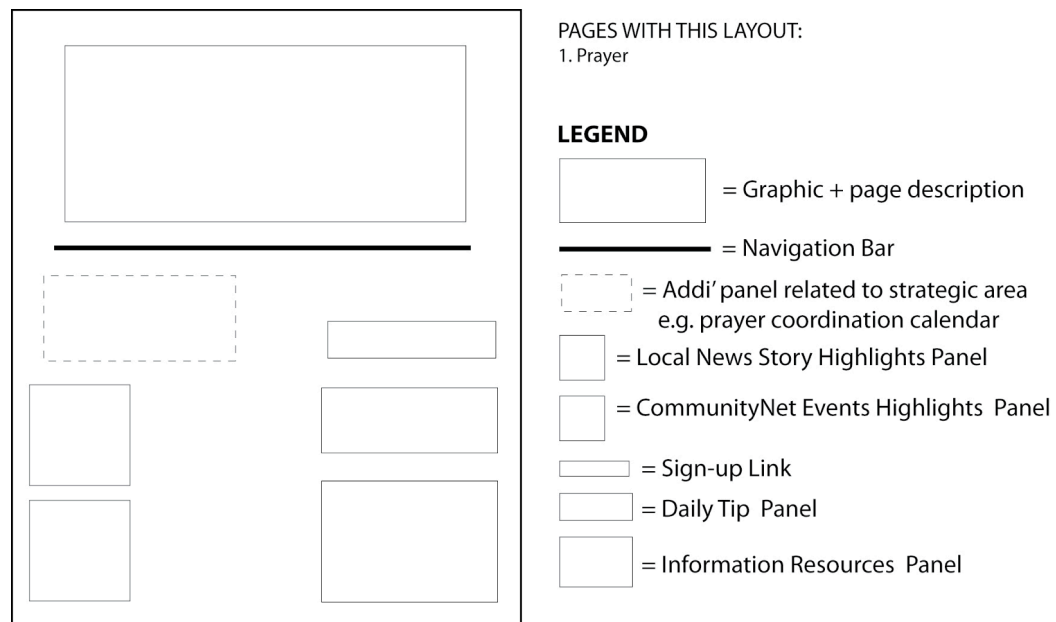 PAGES WITH THIS LAYOUT:
1. Prayer
LEGEND
= Graphic + page description
= Navigation Bar
= Addi’ panel related to strategic area
e.g. prayer coordination calendar
= Local News Story Highlights Panel
= CommunityNet Events Highlights  Panel
= Sign-up Link
= Daily Tip  Panel
= Information Resources  Panel